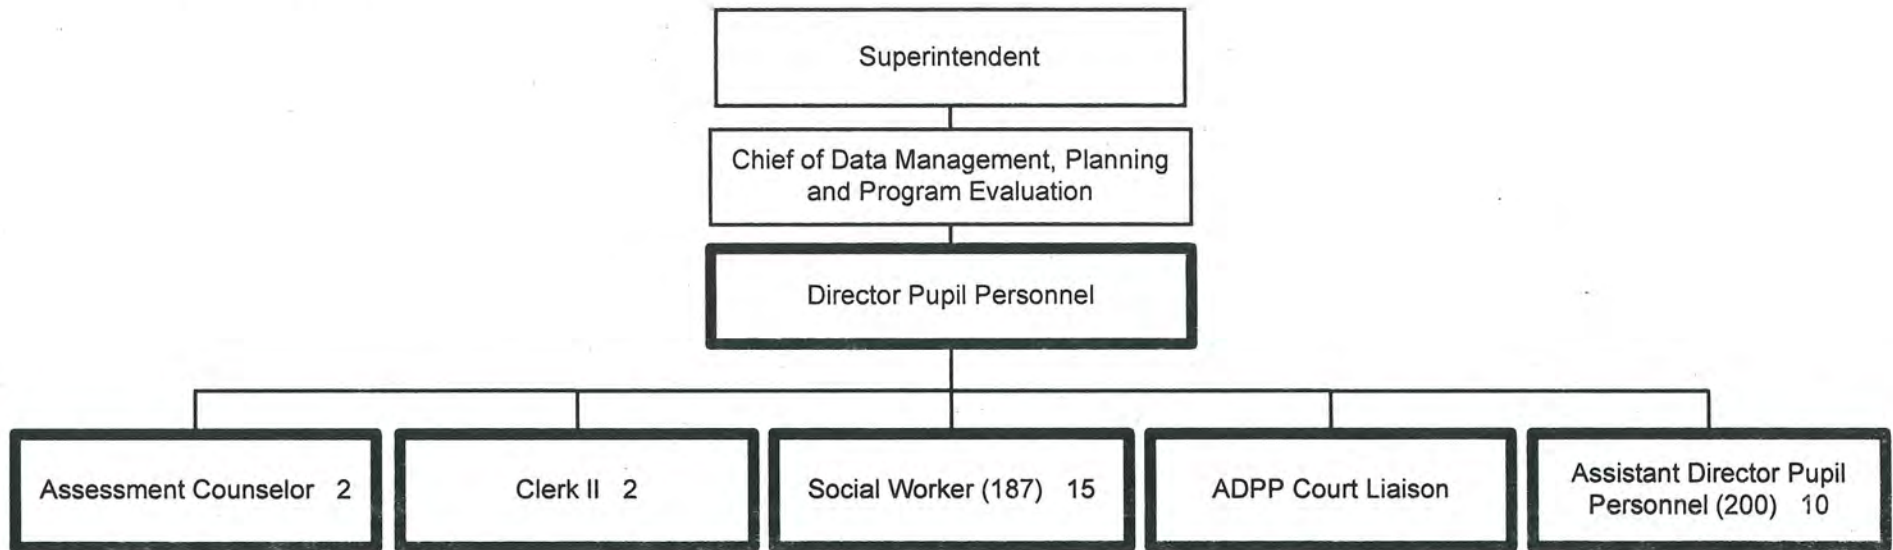 Superintendent
Chief of Data Management, Planning
and Program Evaluation
Director Pupil Personnel
Assessment Counselor 2
Clerk II 2
Social Worker (187) 15
ADPP Court Liaison
Assistant Director Pupil
Personnel (200) 10